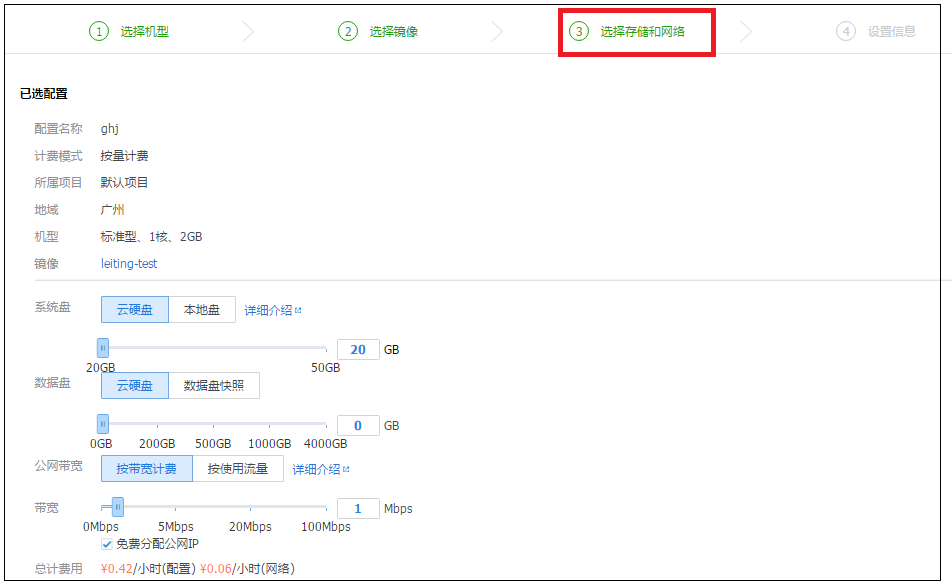 1 选择机型 2 选择镜像 3 选择存储和网络 4 设置信息
已选配置
配置名称 ghj
计费模式 按量计费
所属项目 默认项目
地域 广州
机型 标准型、1核、2GB
镜像 leiting-test
系统盘 云硬盘 本地盘 详细介绍
20 GB
20GB 50GB
数据盘 云硬盘 数据盘快照
0 GB
0GB 200GB 500GB 1000GB 4000GB
公网带宽 按带宽计费 按使用流量 详细介绍
带宽 1 Mbps
0Mbps 5Mbps 20Mbps 100Mbps
免费分配公网IP
总计费用 ¥0.42/小时(配置) ¥0.06/小时(网络)